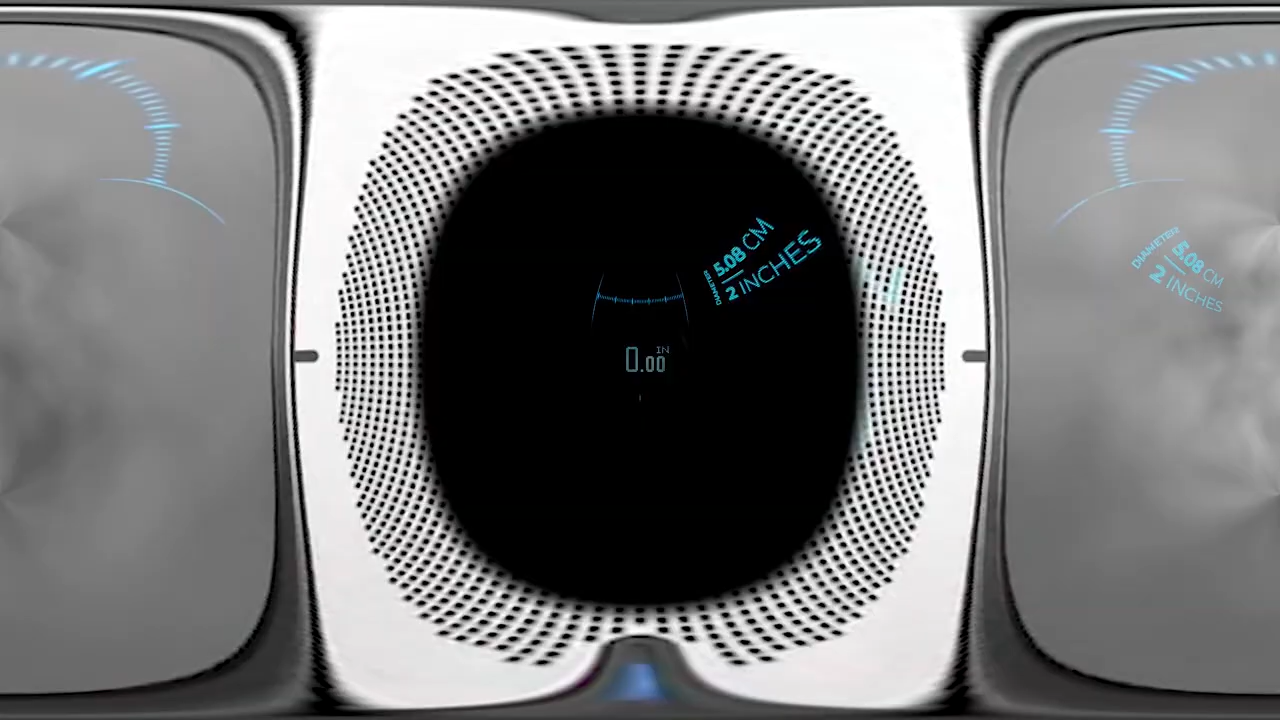 DIAMETER
5.08 CM
2 INCHES
IN
0.00
DIAMETER
5.08 CM
2 INCHES